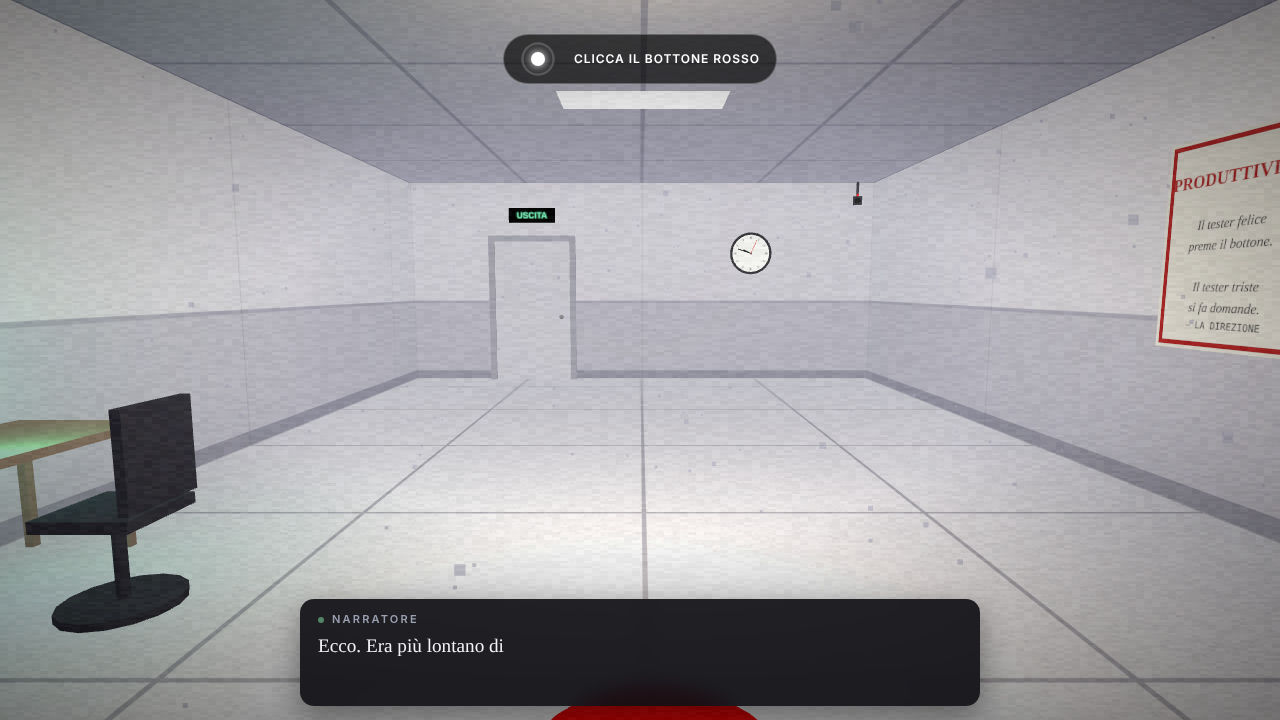 CLICCA IL BOTTONE ROSSO
USCITA
Il tester felice
preme il bottone.
Il tester triste
si fa domande.
LA DIREZIONE
NARRATORE
Ecco. Era più lontano di